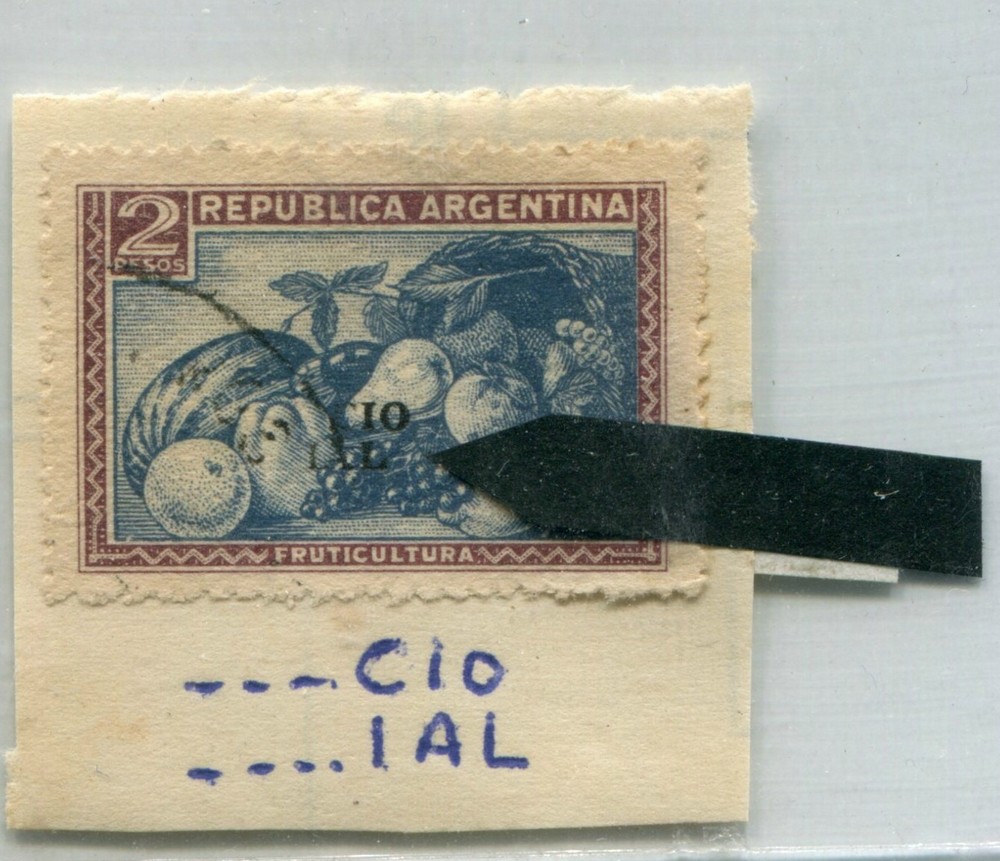 2 REPUBLICA ARGENTINA
PESOS
CIO
IAL
FRUTICULTURA
---CIO
----IAL